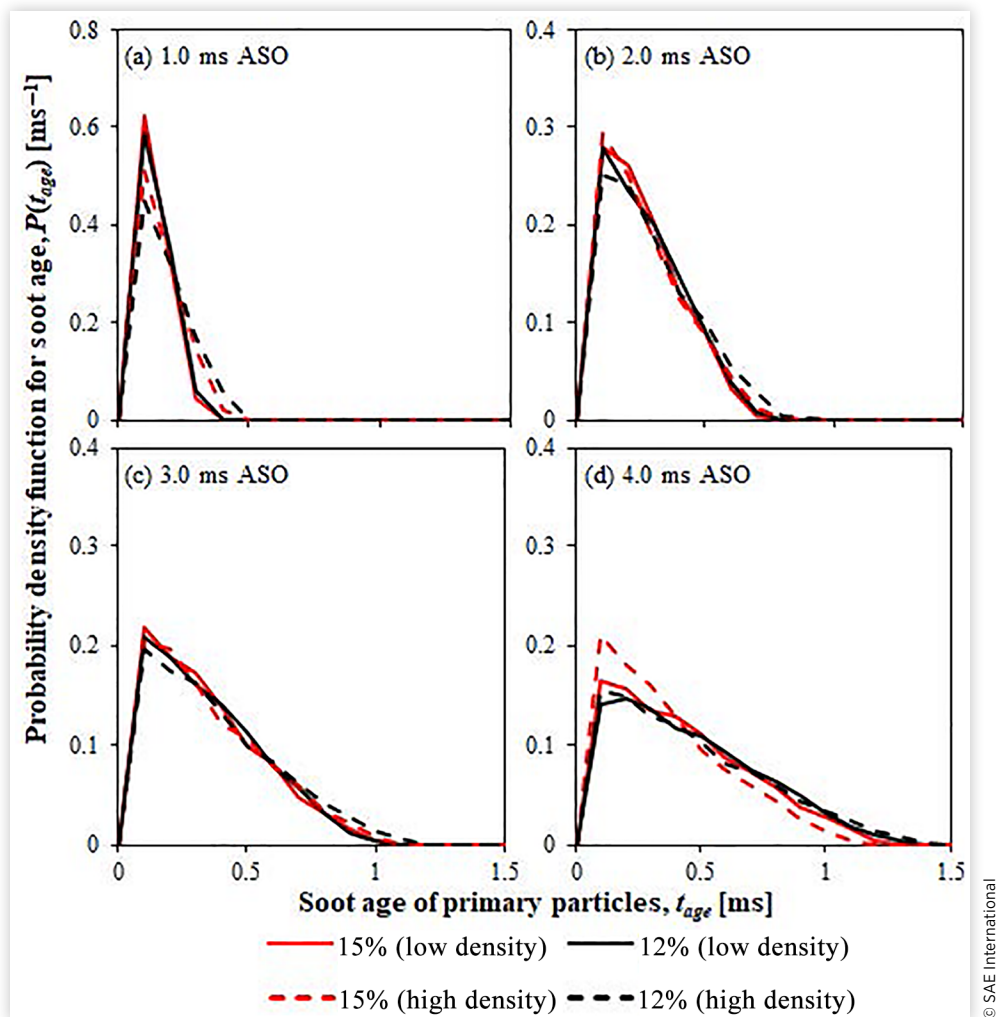 Probability density function for soot age, P(t_age) [ms⁻¹]
(a) 1.0 ms ASO
0.8
0.6
0.4
0.2
0
(b) 2.0 ms ASO
0.4
0.3
0.2
0.1
0
(c) 3.0 ms ASO
0.4
0.3
0.2
0.1
0
0 0.5 1 1.5
(d) 4.0 ms ASO
0.4
0.3
0.2
0.1
0
0 0.5 1 1.5
Soot age of primary particles, t_age [ms]
15% (low density) 12% (low density)
15% (high density) 12% (high density)
© SAE International